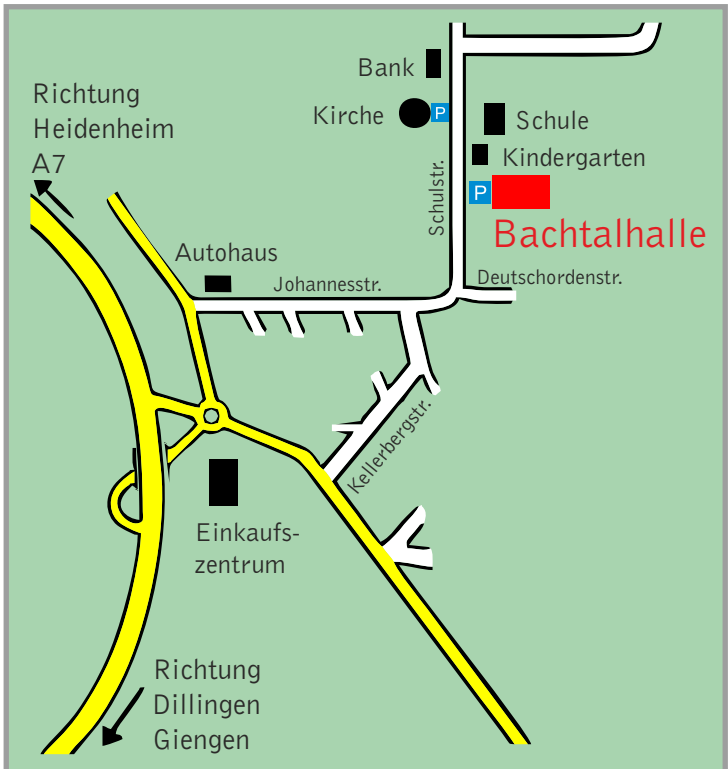 Bank
Richtung
Heidenheim
A7
Kirche
P
Schule
Kindergarten
P
Schulstr.
Bachtalhalle
Autohaus
Johannesstr.
Deutschordenstr.
Kellerbergstr.
Einkaufs-
zentrum
Richtung
Dillingen
Giengen